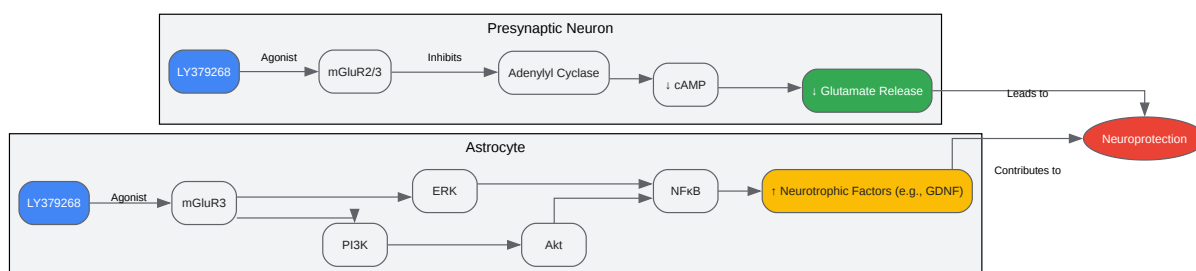 Presynaptic Neuron
LY379268
Agonist
mGluR2/3
Inhibits
Adenylyl Cyclase
↓ cAMP
↓ Glutamate Release
Leads to
Neuroprotection
Astrocyte
LY379268
Agonist
mGluR3
ERK
PI3K
Akt
NFκB
↑ Neurotrophic Factors (e.g., GDNF)
Contributes to